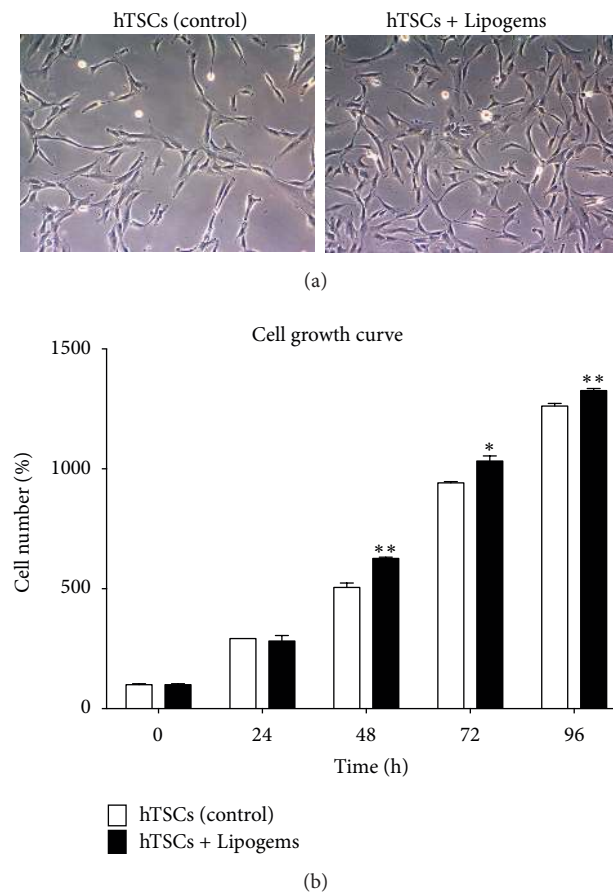 hTSCs (control)
hTSCs + Lipogems
(a)
Cell growth curve
1500
1000
500
0
Cell number (%)
**
*
**
0 24 48 72 96
Time (h)
hTSCs (control)
hTSCs + Lipogems
(b)